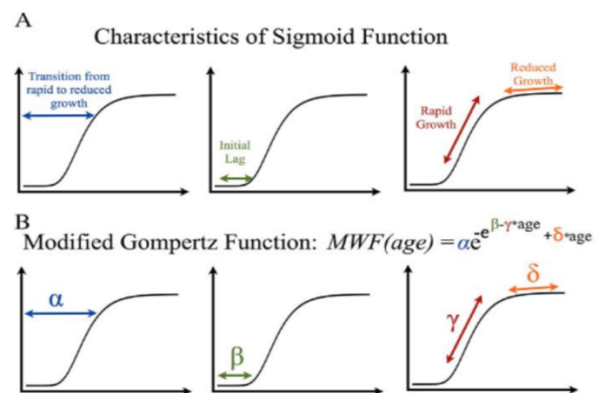 A
Characteristics of Sigmoid Function
Transition from
rapid to reduced
growth
Initial
Lag
Reduced
Growth
Rapid
Growth
B
Modified Gompertz Function: MWF(age) = αe^-e^β-γ*age +δ*age
α
β
γ
δ